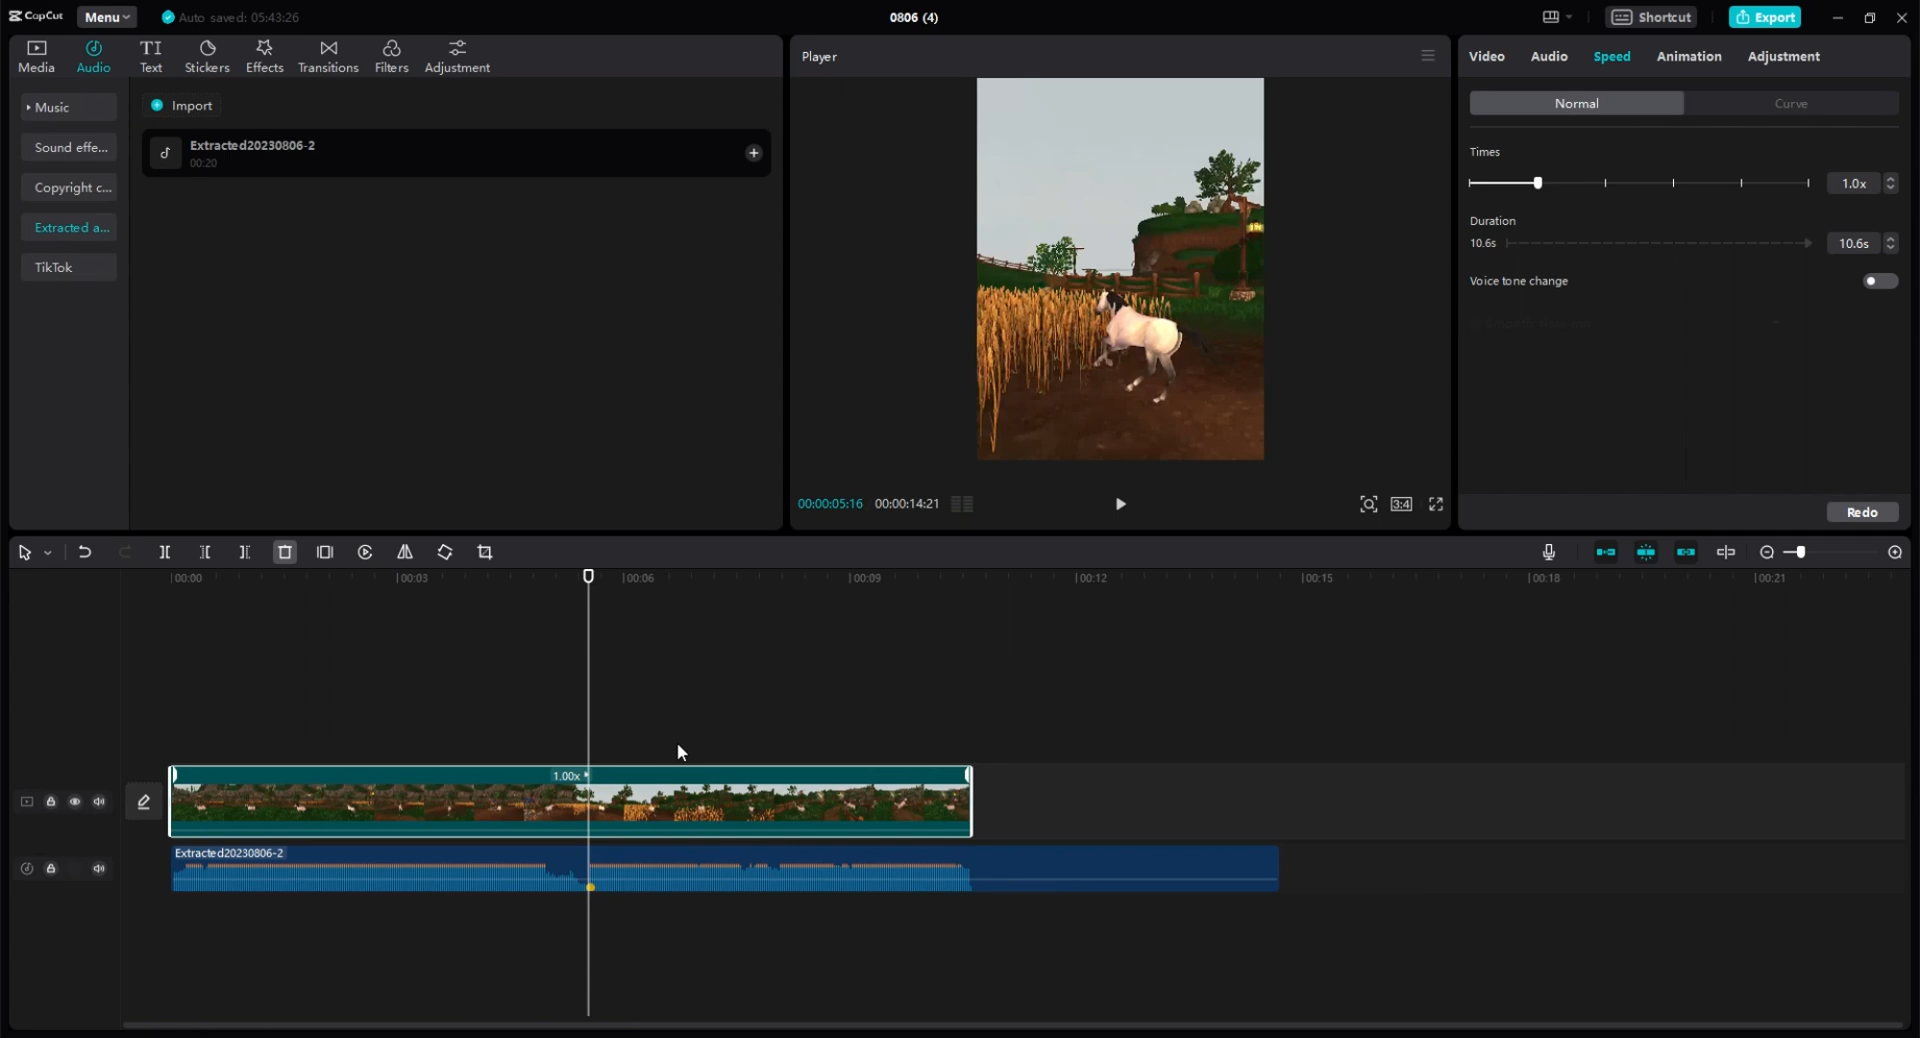 CapCut Menu Auto saved: 05:43:26 0806 (4) Shortcut Export
Media Audio Text Stickers Effects Transitions Filters Adjustment
Music
Sound effe...
Copyright c...
Extracted a...
TikTok
Import
Extracted20230806-2
00:20
Player
00:00:05:16 00:00:14:21 3:4
Video Audio Speed Animation Adjustment
Normal Curve
Times
1.0x
Duration
10.6s 10.6s
Voice tone change
Redo
00:00 00:03 00:06 00:09 00:12 00:15 00:18 00:21
1.00x
Extracted20230806-2